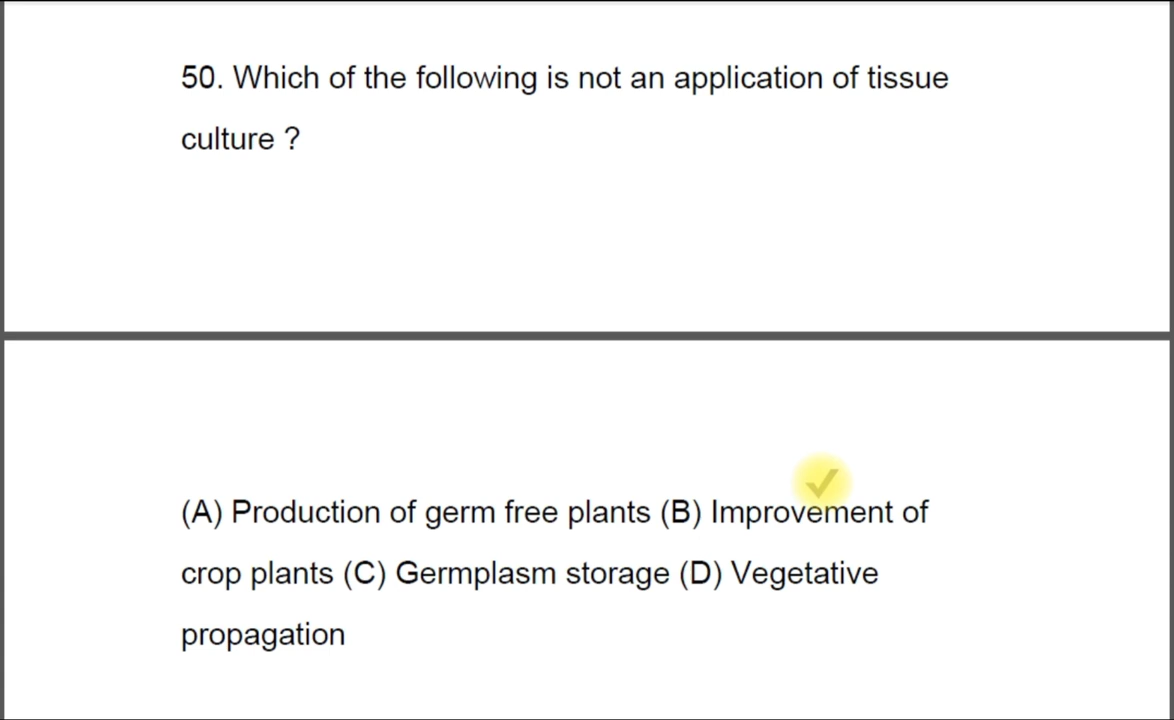 50. Which of the following is not an application of tissue
culture ?
(A) Production of germ free plants (B) Improvement of
crop plants (C) Germplasm storage (D) Vegetative
propagation